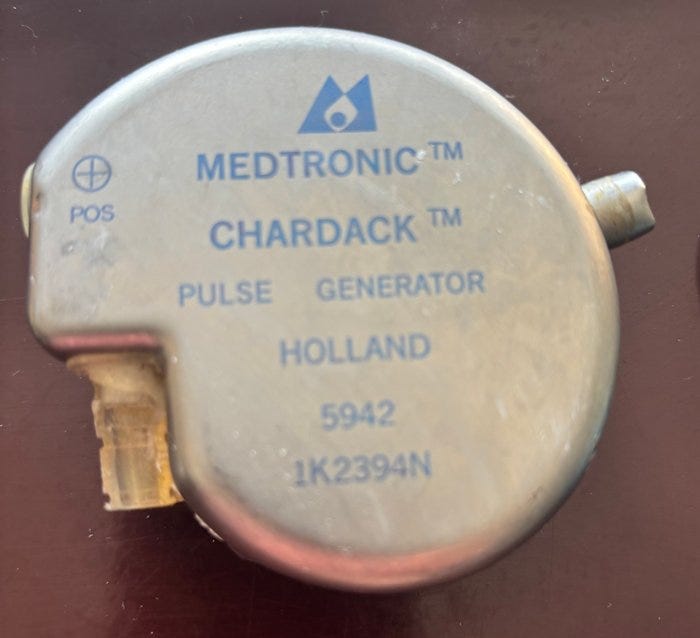 MEDTRONIC™
⊕
POS
CHARDACK™
PULSE GENERATOR
HOLLAND
5942
1K2394N